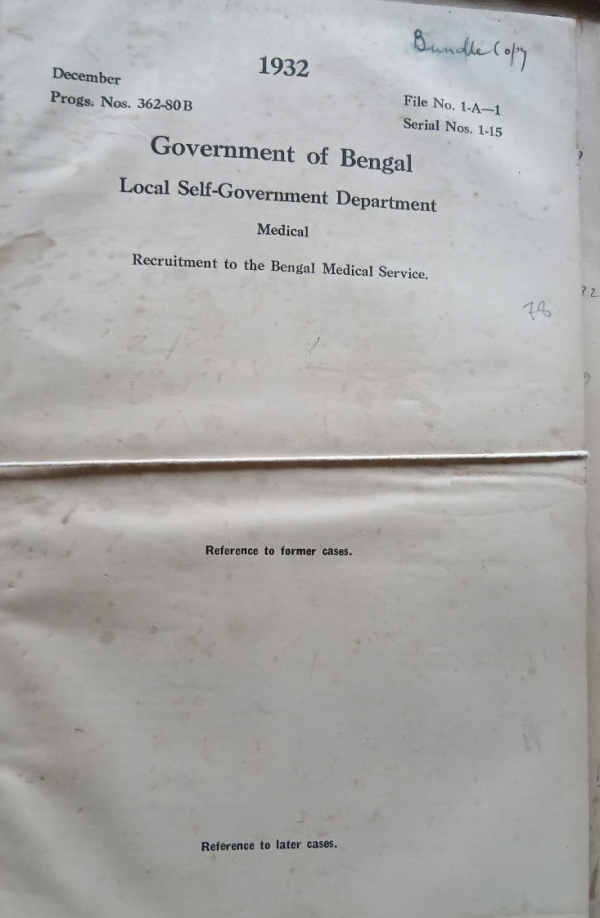 Bundle Copy
1932
December
Progs. Nos. 362-80 B
File No. 1-A—1
Serial Nos. 1-15
Government of Bengal
Local Self-Government Department
Medical
Recruitment to the Bengal Medical Service.
78
Reference to former cases.
Reference to later cases.